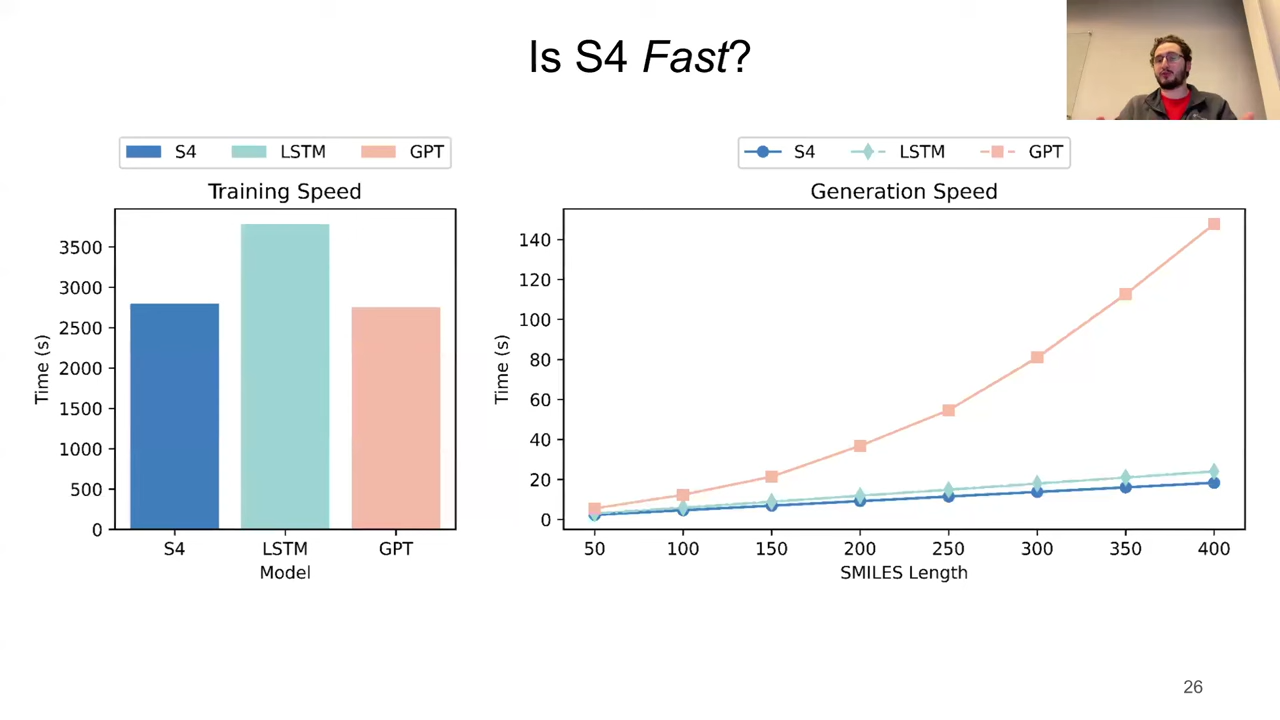 Is S4 Fast?
S4 LSTM GPT
Training Speed
3500
3000
2500
2000
1500
1000
500
0
Time (s)
S4 LSTM GPT
Model
S4 LSTM GPT
Generation Speed
140
120
100
80
60
40
20
0
Time (s)
50 100 150 200 250 300 350 400
SMILES Length
26